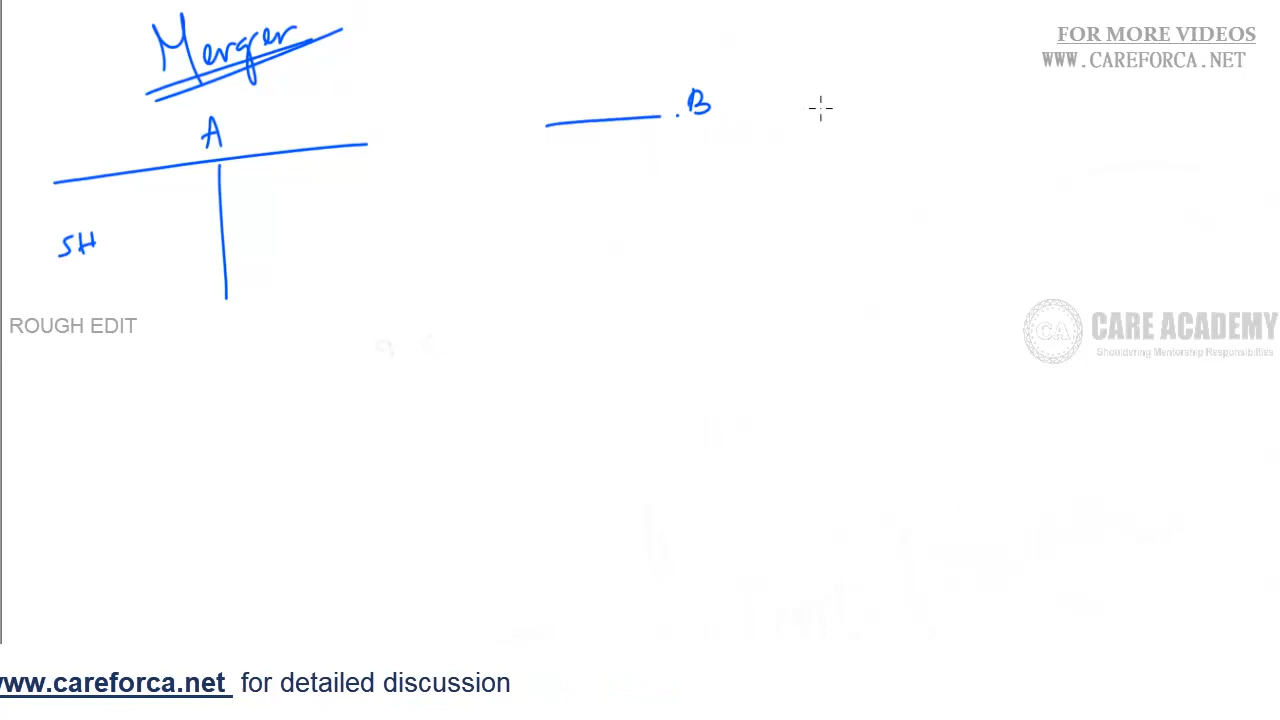 Merger
FOR MORE VIDEOS
WWW.CAREFORCA.NET
A
.B
SH
ROUGH EDIT
CA
CARE ACADEMY
Shouldering Mentorship Responsibilities
www.careforca.net for detailed discussion